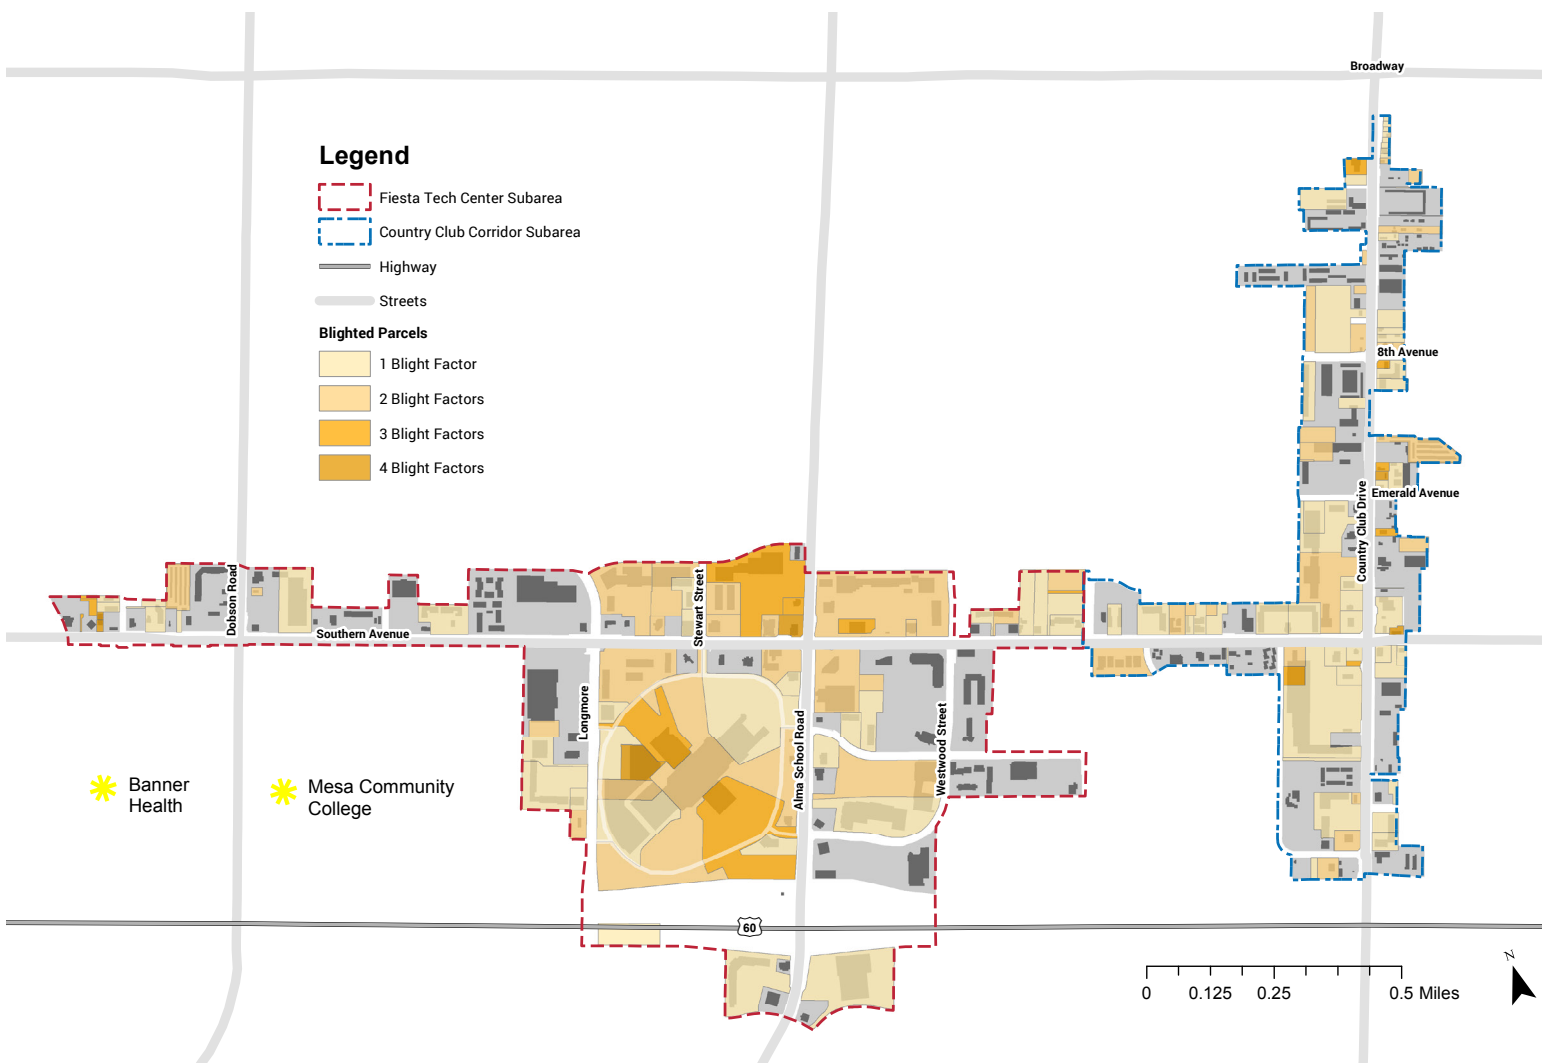 Broadway
Legend
Fiesta Tech Center Subarea
Country Club Corridor Subarea
Highway
Streets
Blighted Parcels
1 Blight Factor
2 Blight Factors
3 Blight Factors
4 Blight Factors
8th Avenue
Emerald Avenue
Country Club Drive
Dobson Road
Southern Avenue
Stewart Street
Longmore
Alma School Road
Westwood Street
Banner
Health
Mesa Community
College
60
N
0 0.125 0.25 0.5 Miles